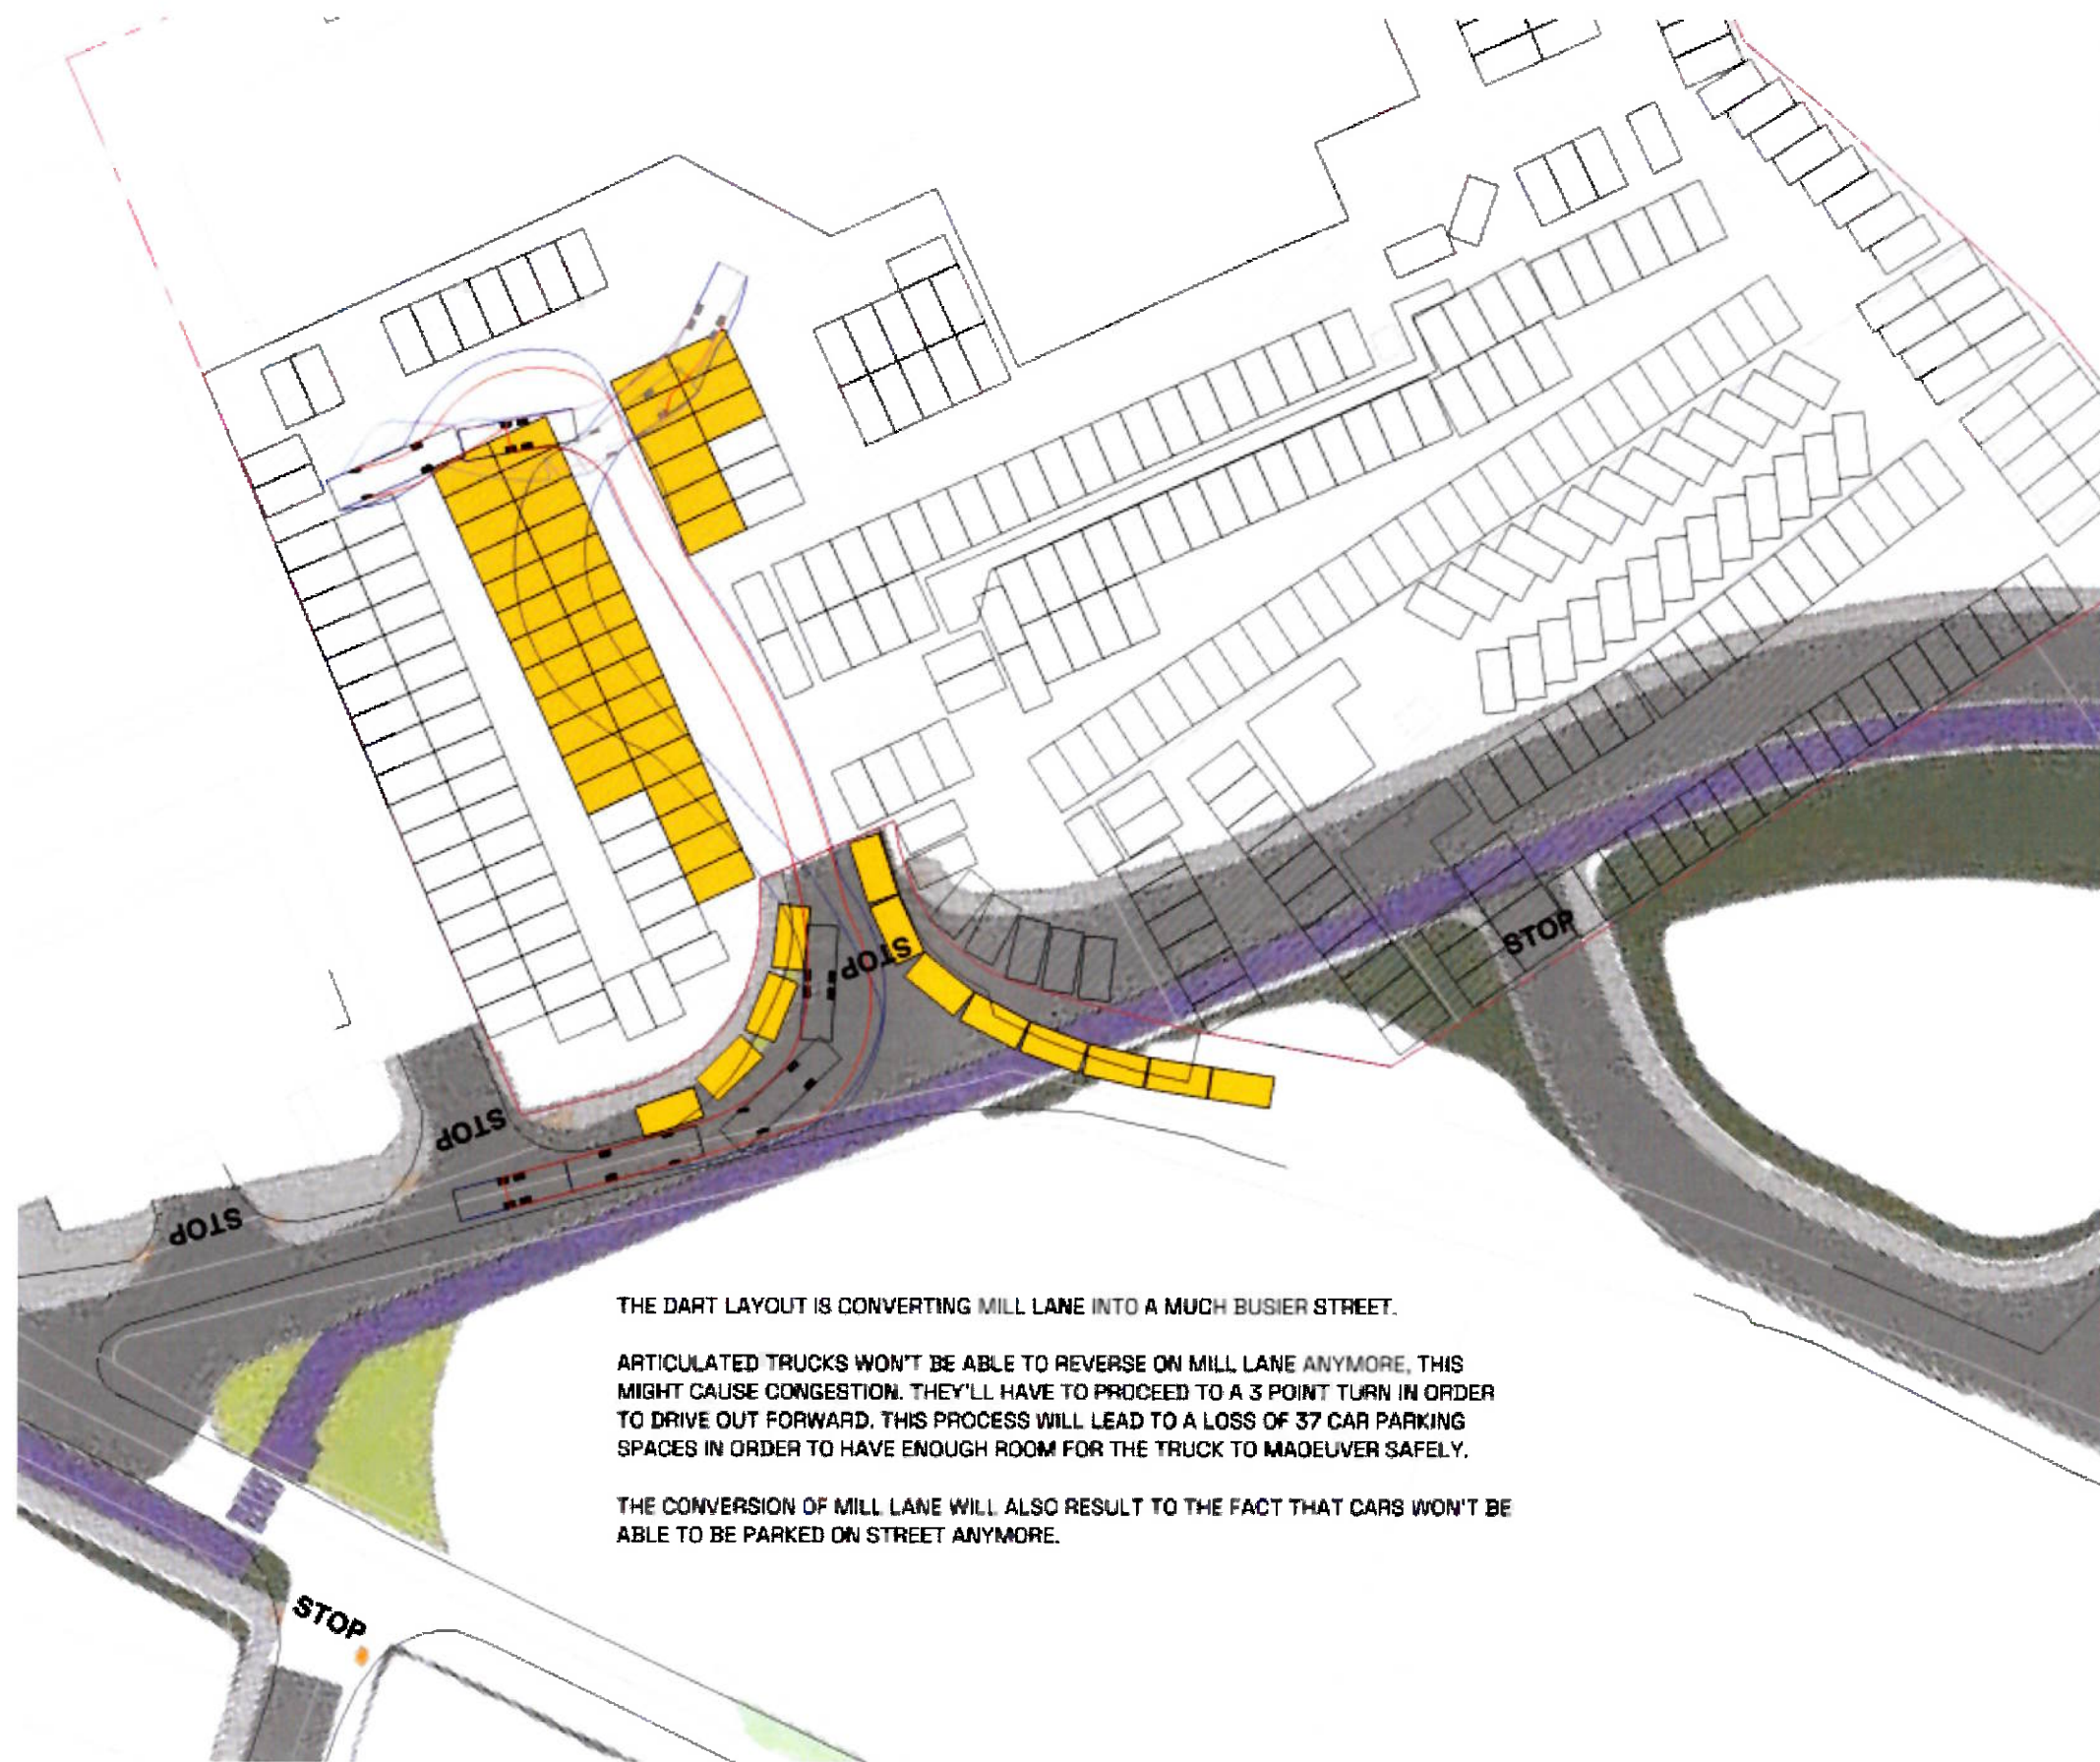 STOP
STOP
STOP
STOP
THE DART LAYOUT IS CONVERTING MILL LANE INTO A MUCH BUSIER STREET.
ARTICULATED TRUCKS WON'T BE ABLE TO REVERSE ON MILL LANE ANYMORE, THIS
MIGHT CAUSE CONGESTION. THEY'LL HAVE TO PROCEED TO A 3 POINT TURN IN ORDER
TO DRIVE OUT FORWARD. THIS PROCESS WILL LEAD TO A LOSS OF 37 CAR PARKING
SPACES IN ORDER TO HAVE ENOUGH ROOM FOR THE TRUCK TO MAOEUVER SAFELY.
THE CONVERSION OF MILL LANE WILL ALSO RESULT TO THE FACT THAT CARS WON'T BE
ABLE TO BE PARKED ON STREET ANYMORE.
STOP